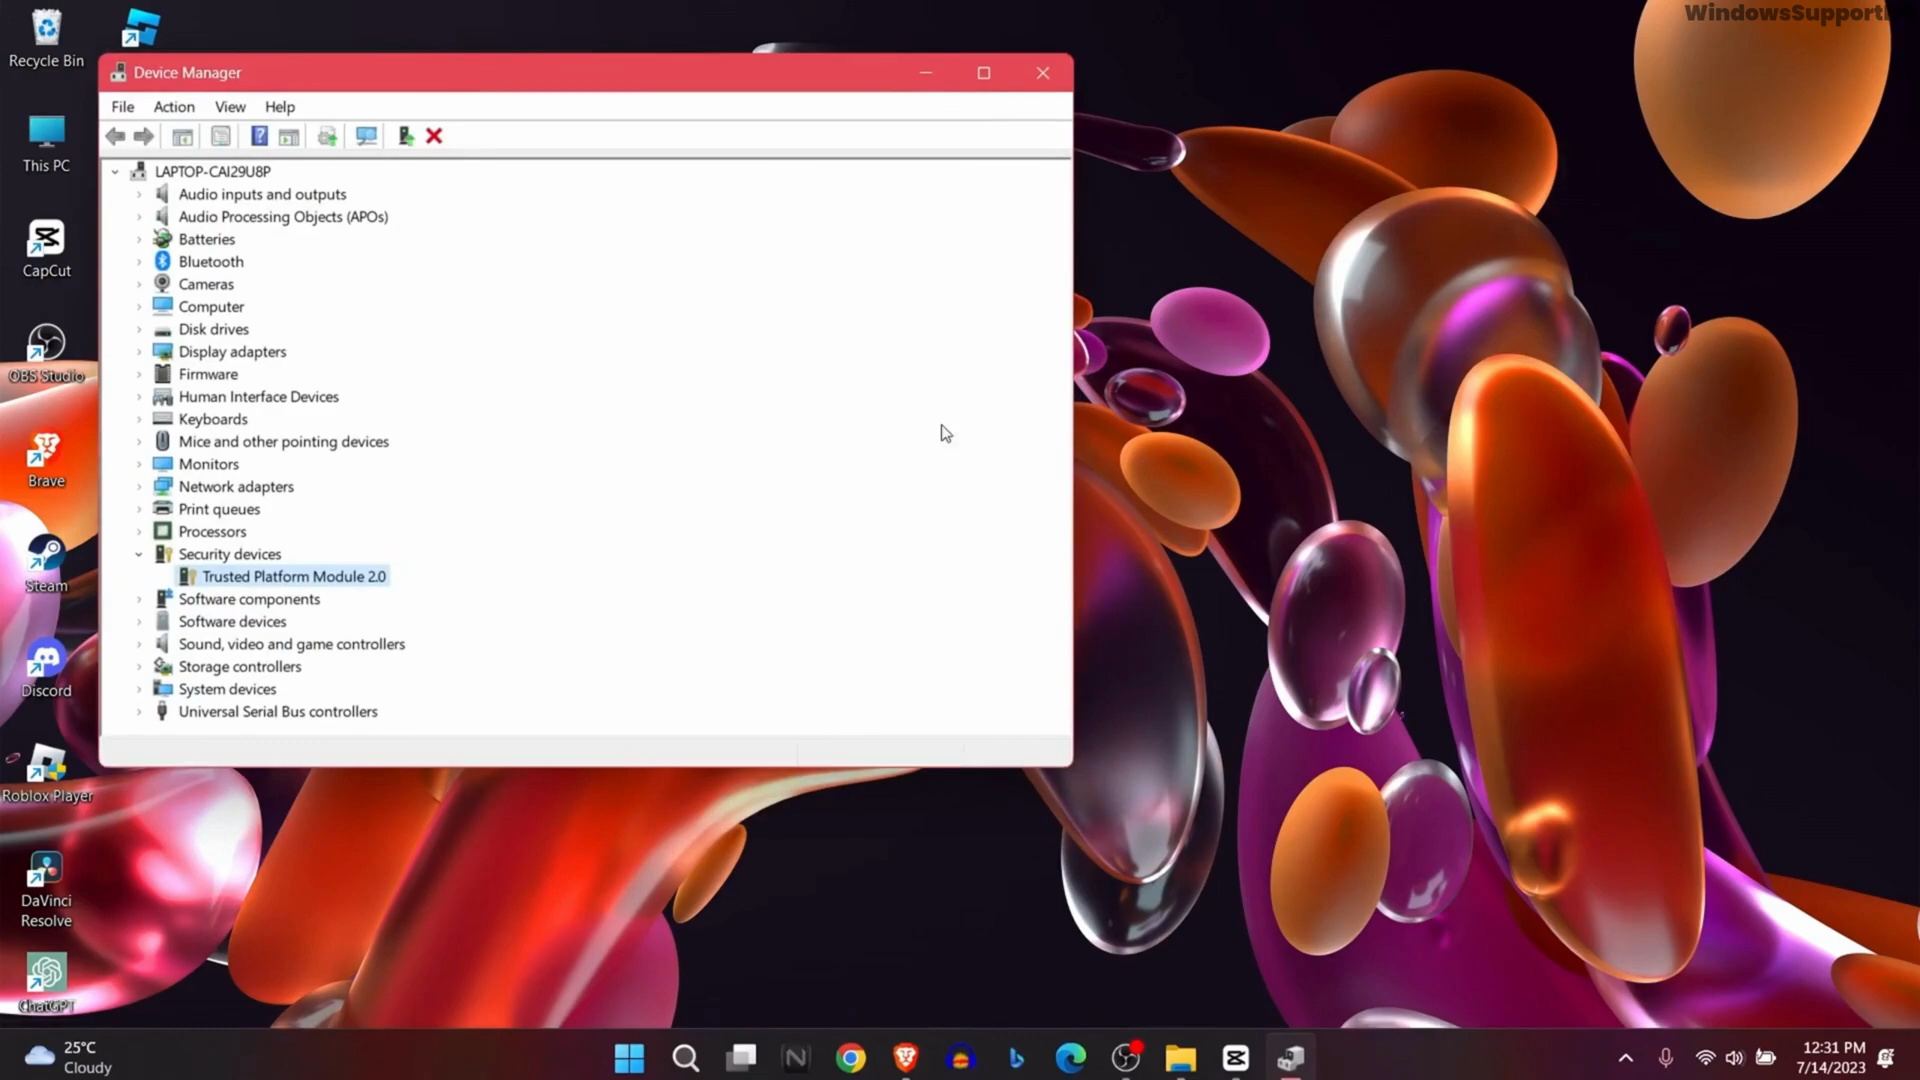 WindowsSupportH
Recycle Bin
This PC
CapCut
OBS Studio
Brave
Steam
Discord
Roblox Player
DaVinci
Resolve
ChatGPT
Device Manager
File Action View Help
LAPTOP-CAI29U8P
Audio inputs and outputs
Audio Processing Objects (APOs)
Batteries
Bluetooth
Cameras
Computer
Disk drives
Display adapters
Firmware
Human Interface Devices
Keyboards
Mice and other pointing devices
Monitors
Network adapters
Print queues
Processors
Security devices
Trusted Platform Module 2.0
Software components
Software devices
Sound, video and game controllers
Storage controllers
System devices
Universal Serial Bus controllers
25°C
Cloudy
12:31 PM
7/14/2023